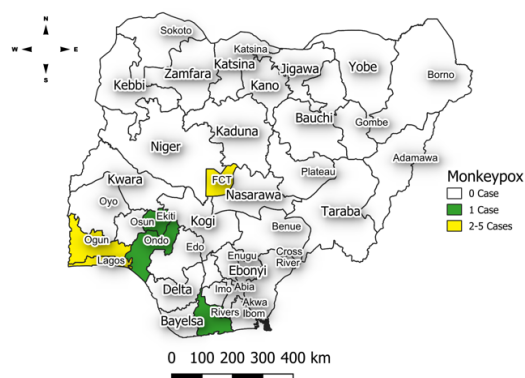 N
W E
S
Sokoto
Katsina
Zamfara Katsina Jigawa Yobe Borno
Kebbi Kano
Bauchi
Gombe
Kaduna
Niger
Adamawa
Plateau
FCT
Kwara Nasarawa
Taraba
Oyo
Ekiti Kogi
Osun
Benue
Ogun Ondo Edo
Cross
River
Enugu
Lagos
Ebonyi
Delta Imo Abia
Akwa
Ibom
Rivers
Bayelsa
Monkeypox
0 Case
1 Case
2-5 Cases
0 100 200 300 400 km